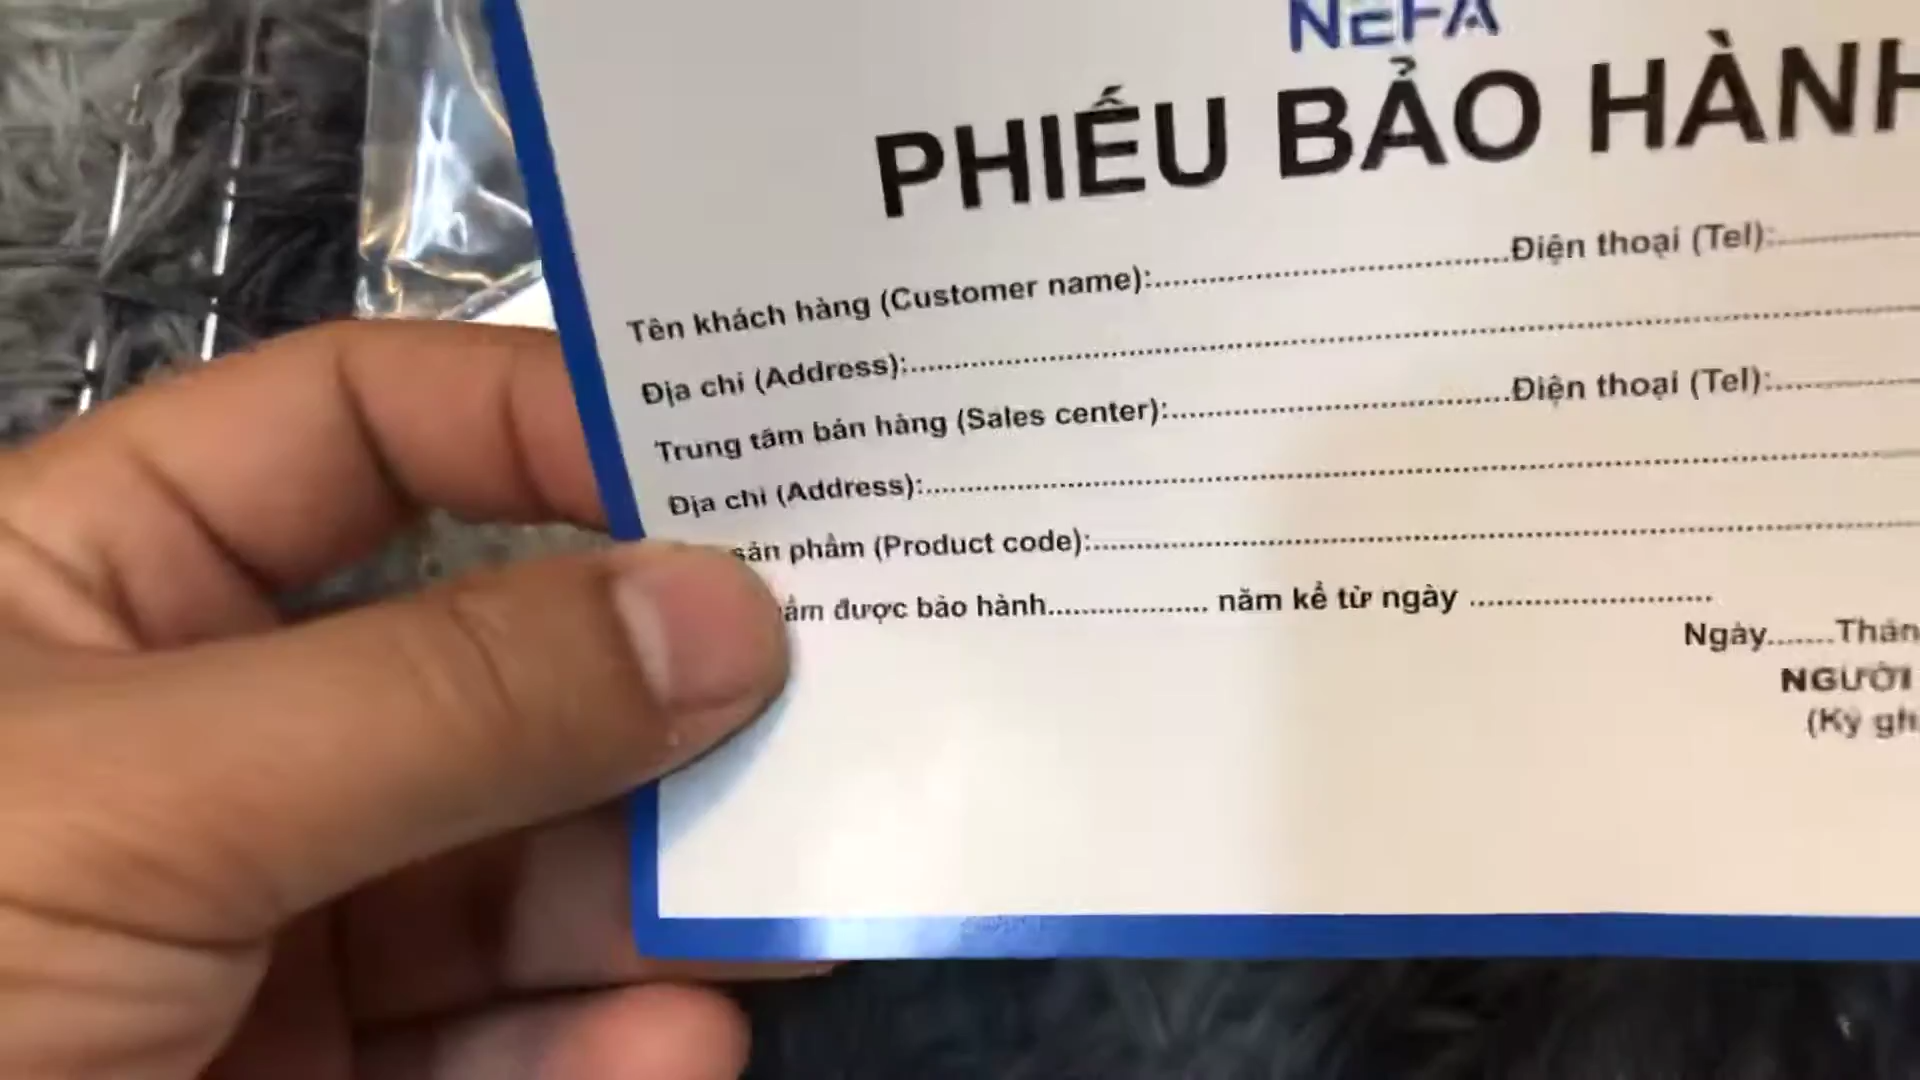 NEFA
PHIẾU BẢO HÀNH
Tên khách hàng (Customer name):..............................Điện thoại (Tel):..............
Địa chỉ (Address):............................................................
Trung tâm bán hàng (Sales center):..............................Điện thoại (Tel):..............
Địa chỉ (Address):............................................................
sản phẩm (Product code):............................................................
được bảo hành.................. năm kể từ ngày ...........................
Ngày.......Thán
NGƯỜI
(Ký gh